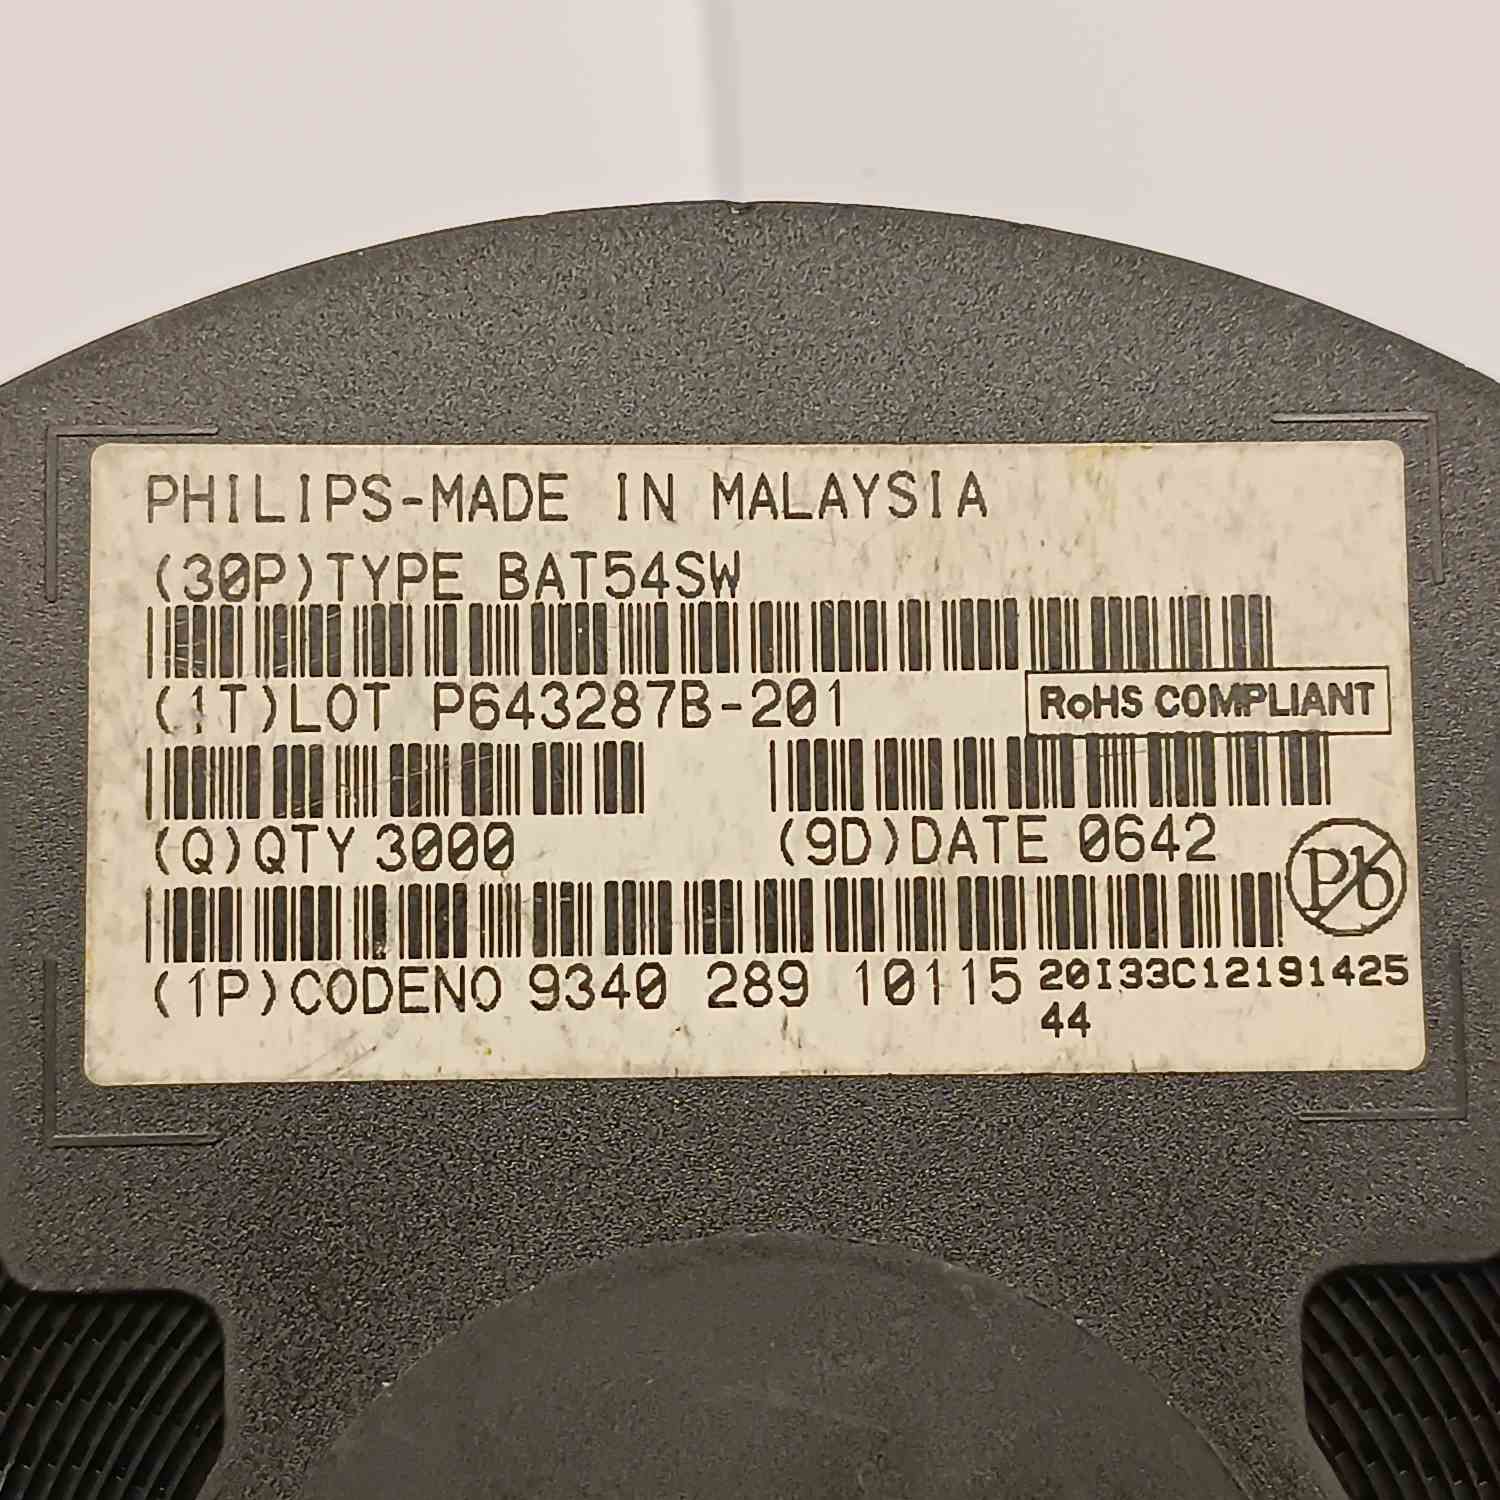 PHILIPS-MADE IN MALAYSIA
(30P)TYPE BAT54SW
(1T)LOT P643287B-201
RoHS COMPLIANT
(Q)QTY 3000 (9D)DATE 0642
Pb
(1P)CODENO 9340 289 10115 20I33C12191425
44